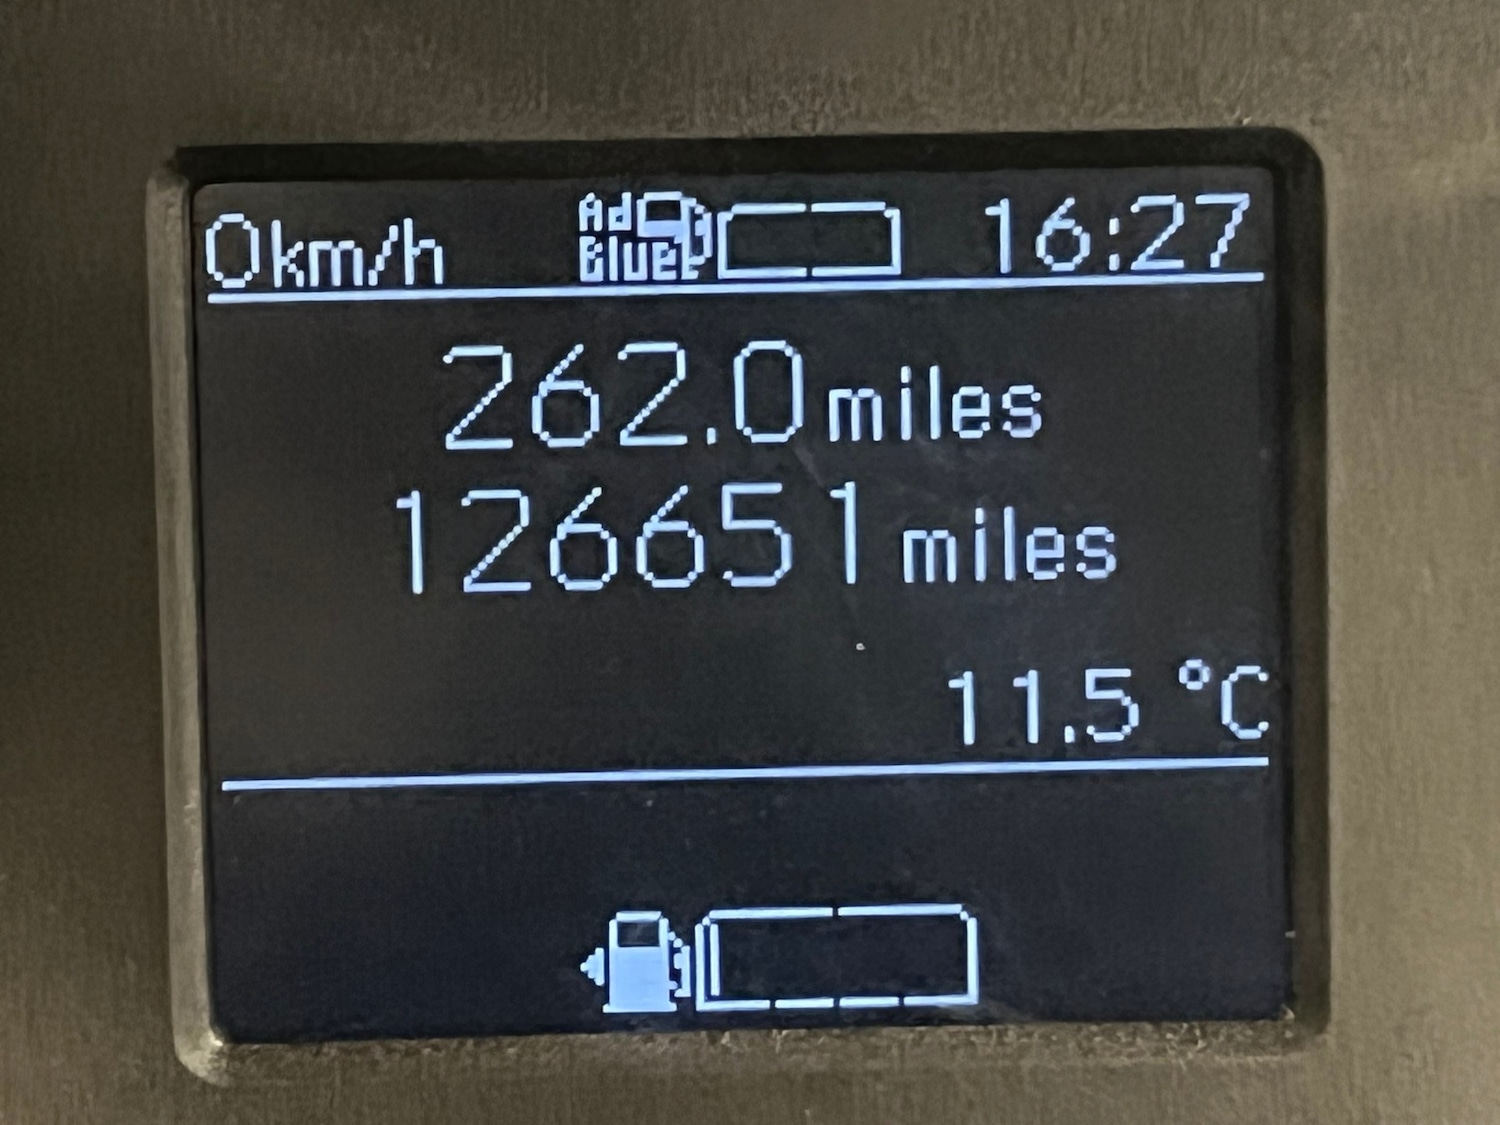 0km/h AdBlue 16:27
262.0 miles
126651 miles
11.5 °C